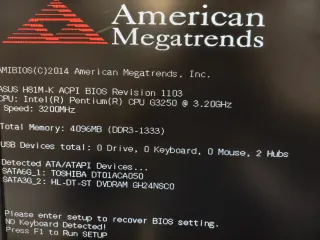 American
Megatrends
AMIBIOS(C)2014 American Megatrends, Inc.
ASUS H81M-K ACPI BIOS Revision 1103
CPU: Intel(R) Pentium(R) CPU G3250 @ 3.20GHz
Speed: 3200MHz
Total Memory: 4096MB (DDR3-1333)
USB Devices total: 0 Drive, 0 Keyboard, 0 Mouse, 2 Hubs
Detected ATA/ATAPI Devices...
SATA6G_1: TOSHIBA DT01ACA050
SATA3G_2: HL-DT-ST DVDRAM GH24NSC0
Please enter setup to recover BIOS setting.
NO Keyboard Detected!
Press F1 to Run SETUP